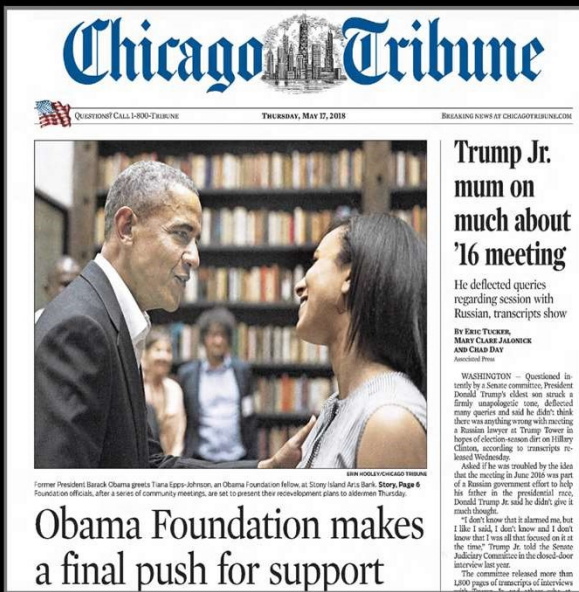 Chicago Tribune
QUESTIONS? CALL 1-800-TRIBUNE
THURSDAY, MAY 17, 2018
BREAKING NEWS AT CHICAGOTRIBUNE.COM
ERIN HOOLEY/CHICAGO TRIBUNE
Former President Barack Obama greets Tiana Epps-Johnson, an Obama Foundation fellow, at Stony Island Arts Bank. Story, Page 6
Foundation officials, after a series of community meetings, are set to present their redevelopment plans to aldermen Thursday.
Obama Foundation makes
a final push for support
Trump Jr.
mum on
much about
’16 meeting
He deflected queries
regarding session with
Russian, transcripts show
BY ERIC TUCKER,
MARY CLARE JALONICK
AND CHAD DAY
Associated Press
WASHINGTON — Questioned in-
tently by a Senate committee, President
Donald Trump’s eldest son struck a
firmly unapologetic tone, deflected
many queries and said he didn’t think
there was anything wrong with meeting
a Russian lawyer at Trump Tower in
hopes of election-season dirt on Hillary
Clinton, according to transcripts re-
leased Wednesday.
Asked if he was troubled by the idea
that the meeting in June 2016 was part
of a Russian government effort to help
his father in the presidential race,
Donald Trump Jr. said he didn’t give it
much thought.
“I don’t know that it alarmed me, but
I like I said, I don’t know and I don’t
know that I was all that focused on it at
the time,” Trump Jr. told the Senate
Judiciary Committee in the closed-door
interview last year.
The committee released more than
1,800 pages of transcripts of interviews